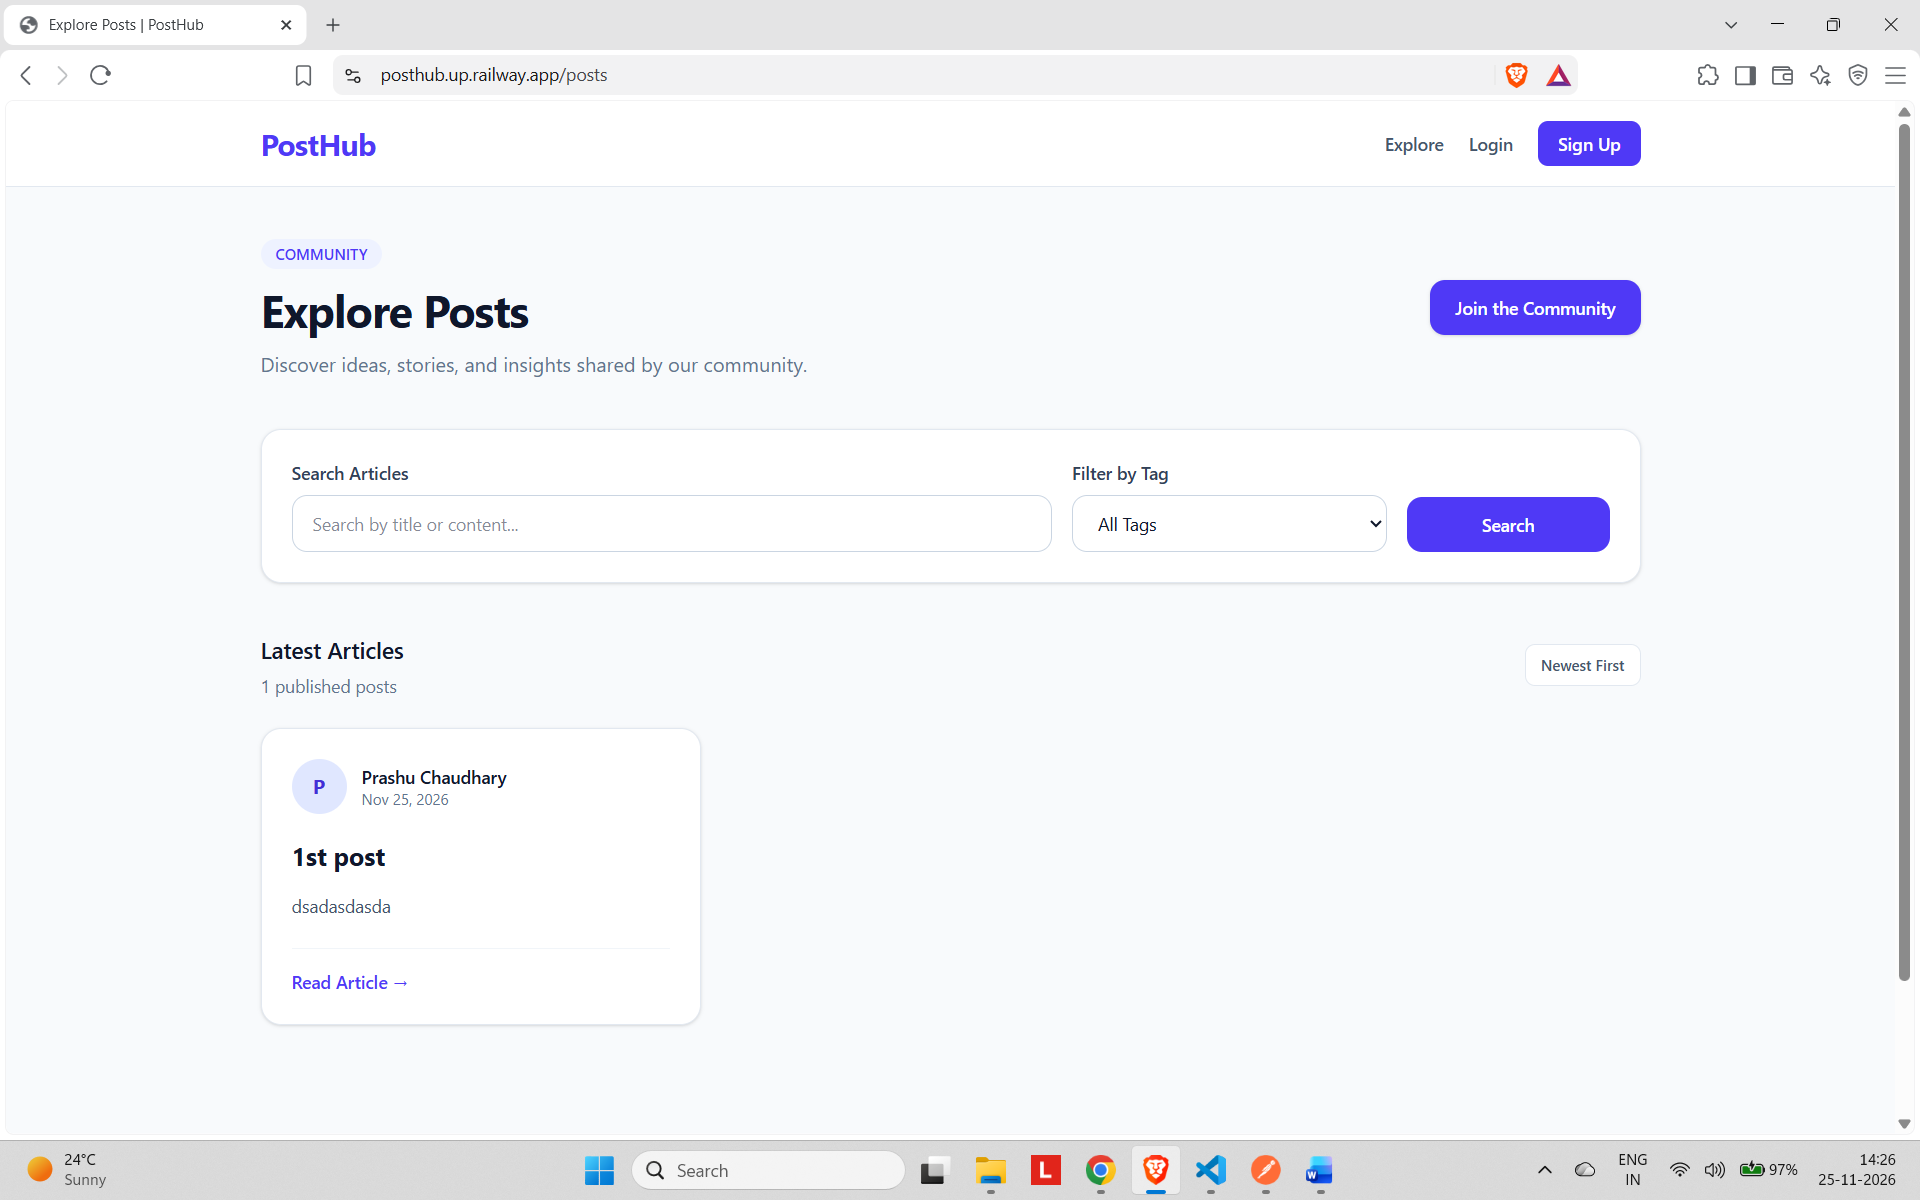 Explore Posts | PostHub
posthub.up.railway.app/posts
PostHub
Explore
Login
Sign Up
COMMUNITY
Explore Posts
Join the Community
Discover ideas, stories, and insights shared by our community.
Search Articles
Filter by Tag
Search by title or content...
All Tags
Search
Latest Articles
Newest First
1 published posts
P
Prashu Chaudhary
Nov 25, 2026
1st post
dsadasdasda
Read Article →
24°C
Sunny
Search
L
W
ENG
IN
97%
14:26
25-11-2026